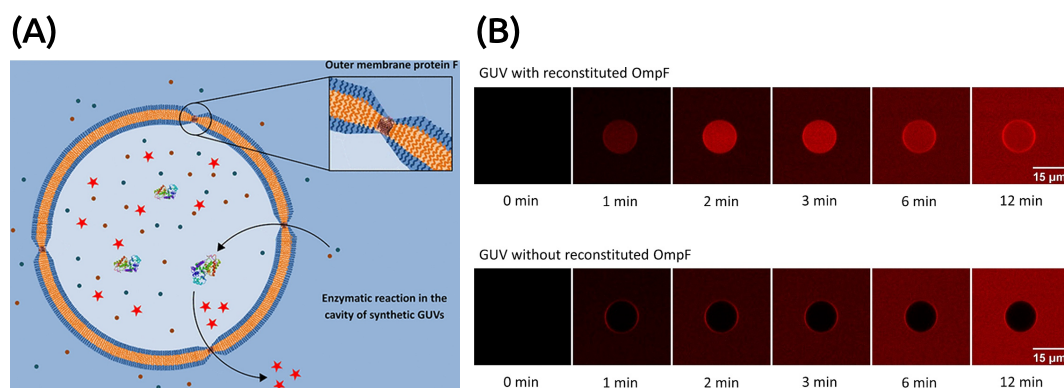 (A)
Outer membrane protein F
Enzymatic reaction in the
cavity of synthetic GUVs
(B)
GUV with reconstituted OmpF
15 µm
0 min 1 min 2 min 3 min 6 min 12 min
GUV without reconstituted OmpF
15 µm
0 min 1 min 2 min 3 min 6 min 12 min